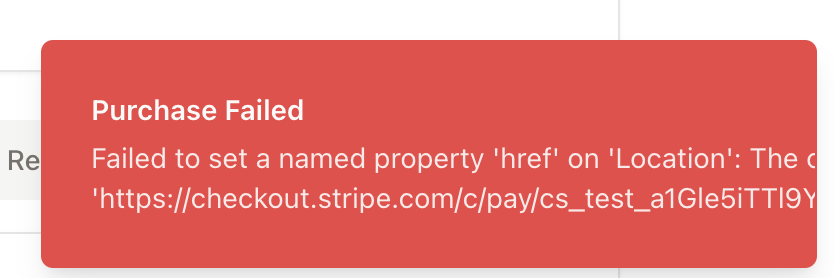 Purchase Failed
Failed to set a named property 'href' on 'Location': The
Re
'https://checkout.stripe.com/c/pay/cs_test_a1Gle5iTTl9Y